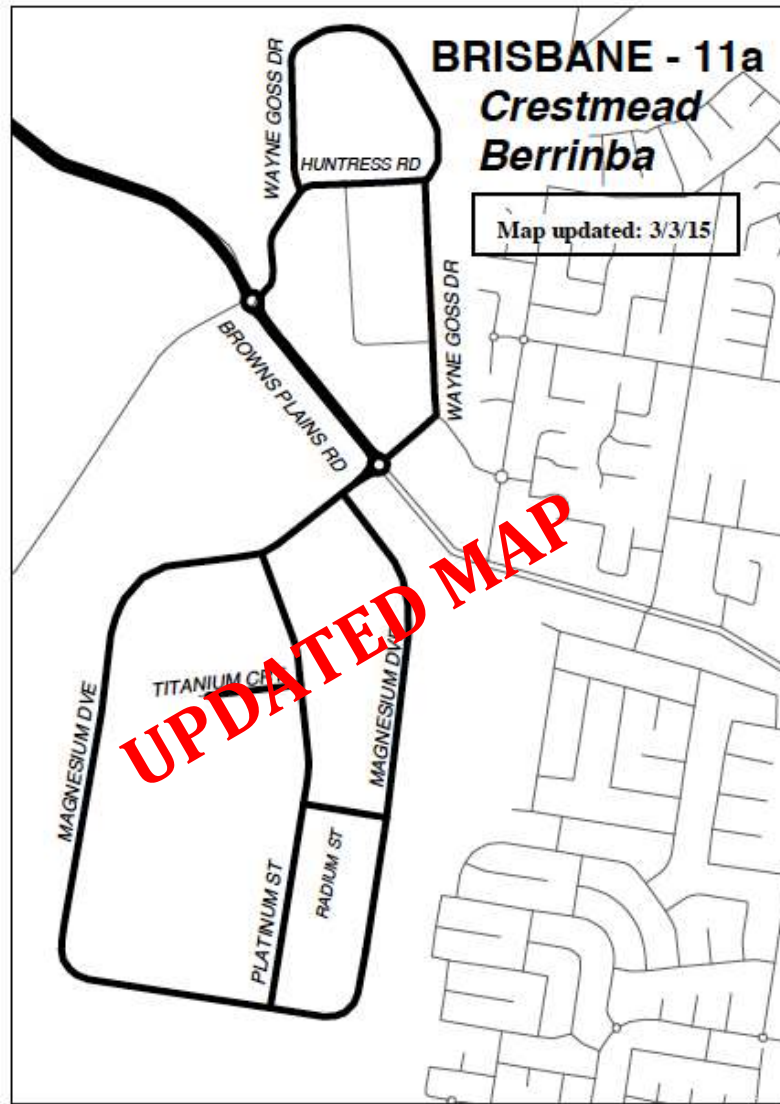 BRISBANE - 11a
Crestmead
Berrinba
Map updated: 3/3/15
WAYNE GOSS DR
HUNTRESS RD
WAYNE GOSS DR
BROWNS PLAINS RD
UPDATED MAP
TITANIUM CRT
MAGNESIUM DVE
MAGNESIUM DVE
PLATINUM ST
RADIUM ST